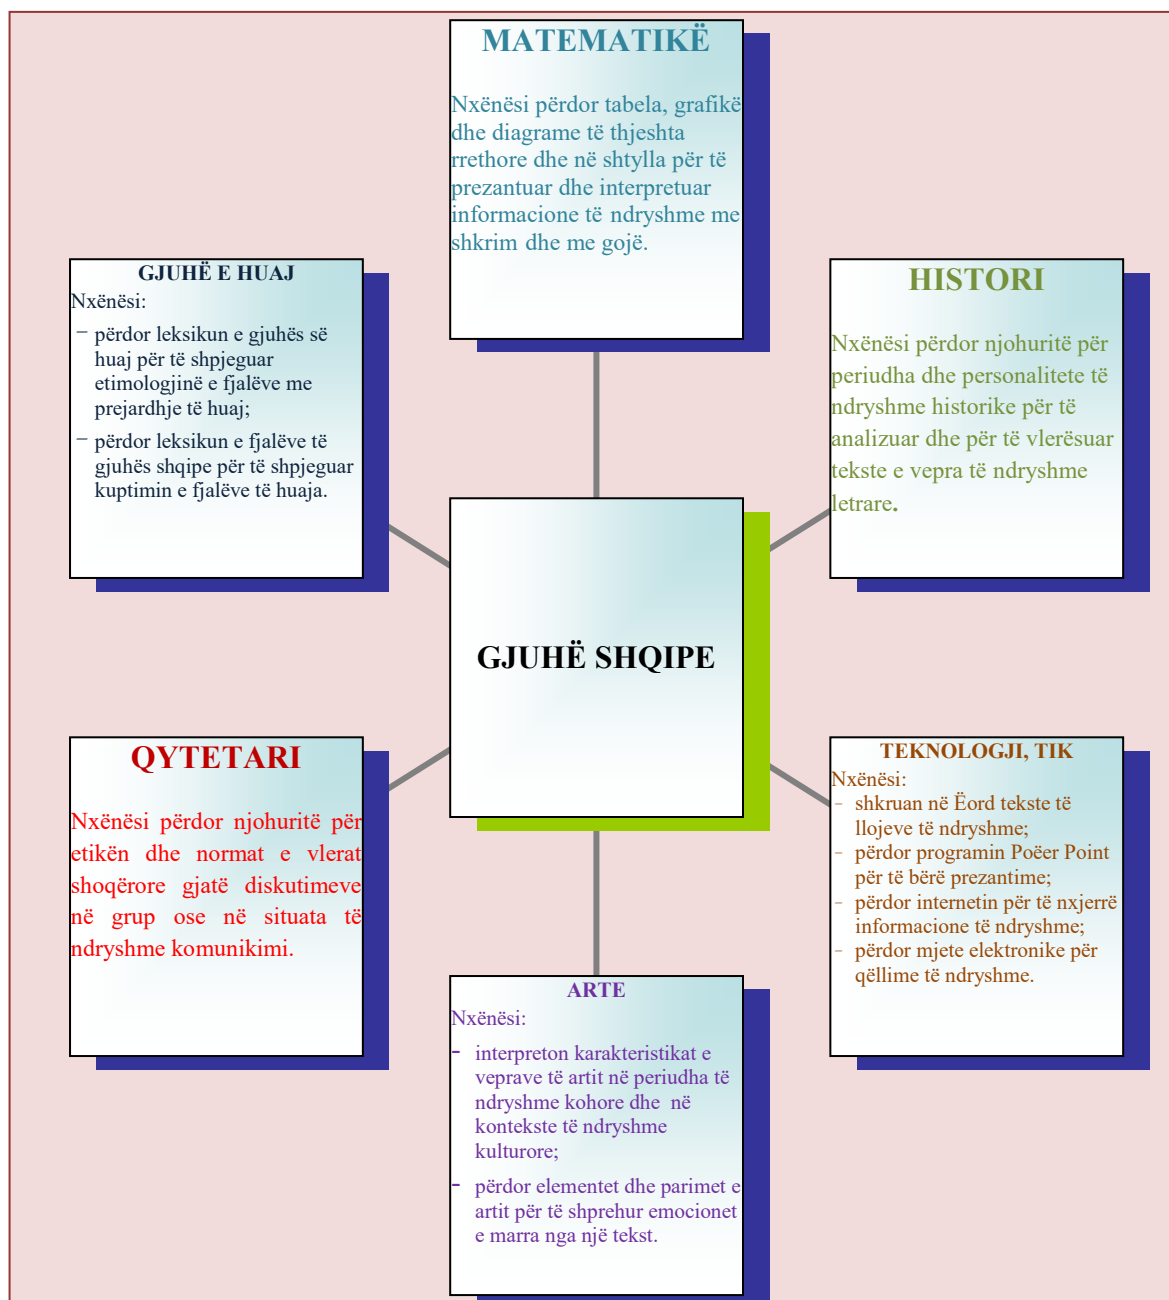 MATEMATIKË
Nxënësi përdor tabela, grafikë
dhe diagrame të thjeshta
rrethore dhe në shtylla për të
prezantuar dhe interpretuar
informacione të ndryshme me
shkrim dhe me gojë.
GJUHË E HUAJ
Nxënësi:
− përdor leksikun e gjuhës së
huaj për të shpjeguar
etimologjinë e fjalëve me
prejardhje të huaj;
− përdor leksikun e fjalëve të
gjuhës shqipe për të shpjeguar
kuptimin e fjalëve të huaja.
HISTORI
Nxënësi përdor njohuritë për
periudha dhe personalitete të
ndryshme historike për të
analizuar dhe për të vlerësuar
tekste e vepra të ndryshme
letrare.
GJUHË SHQIPE
QYTETARI
Nxënësi përdor njohuritë për
etikën dhe normat e vlerat
shoqërore gjatë diskutimeve
në grup ose në situata të
ndryshme komunikimi.
TEKNOLOGJI, TIK
Nxënësi:
- shkruan në Ëord tekste të
llojeve të ndryshme;
- përdor programin Poëer Point
për të bërë prezantime;
- përdor internetin për të nxjerrë
informacione të ndryshme;
- përdor mjete elektronike për
qëllime të ndryshme.
ARTE
Nxënësi:
- interpreton karakteristikat e
veprave të artit në periudha të
ndryshme kohore dhe në
kontekste të ndryshme
kulturore;
- përdor elementet dhe parimet e
artit për të shprehur emocionet
e marra nga një tekst.